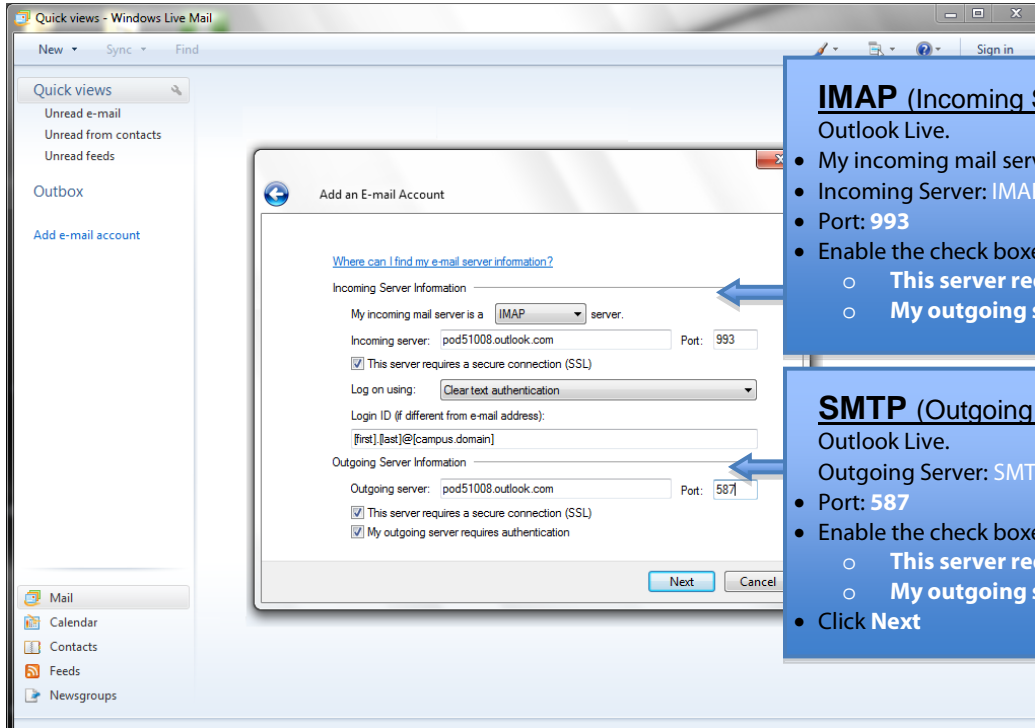 Quick views - Windows Live Mail
New Sync Find Sign in
Quick views
Unread e-mail
Unread from contacts
Unread feeds
Outbox
Add e-mail account
Mail
Calendar
Contacts
Feeds
Newsgroups
Add an E-mail Account
Where can I find my e-mail server information?
Incoming Server Information
My incoming mail server is a IMAP server.
Incoming server: pod51008.outlook.com Port: 993
This server requires a secure connection (SSL)
Log on using: Clear text authentication
Login ID (if different from e-mail address):
[first].[last]@[campus.domain]
Outgoing Server Information
Outgoing server: pod51008.outlook.com Port: 587
This server requires a secure connection (SSL)
My outgoing server requires authentication
Next Cancel
IMAP (Incoming
Outlook Live.
• My incoming mail
• Incoming Server:
• Port: 993
• Enable the check
o This server
o My outgoing
SMTP (Outgoing
Outlook Live.
Outgoing Server:
• Port: 587
• Enable the check
o This server
o My outgoing
• Click Next